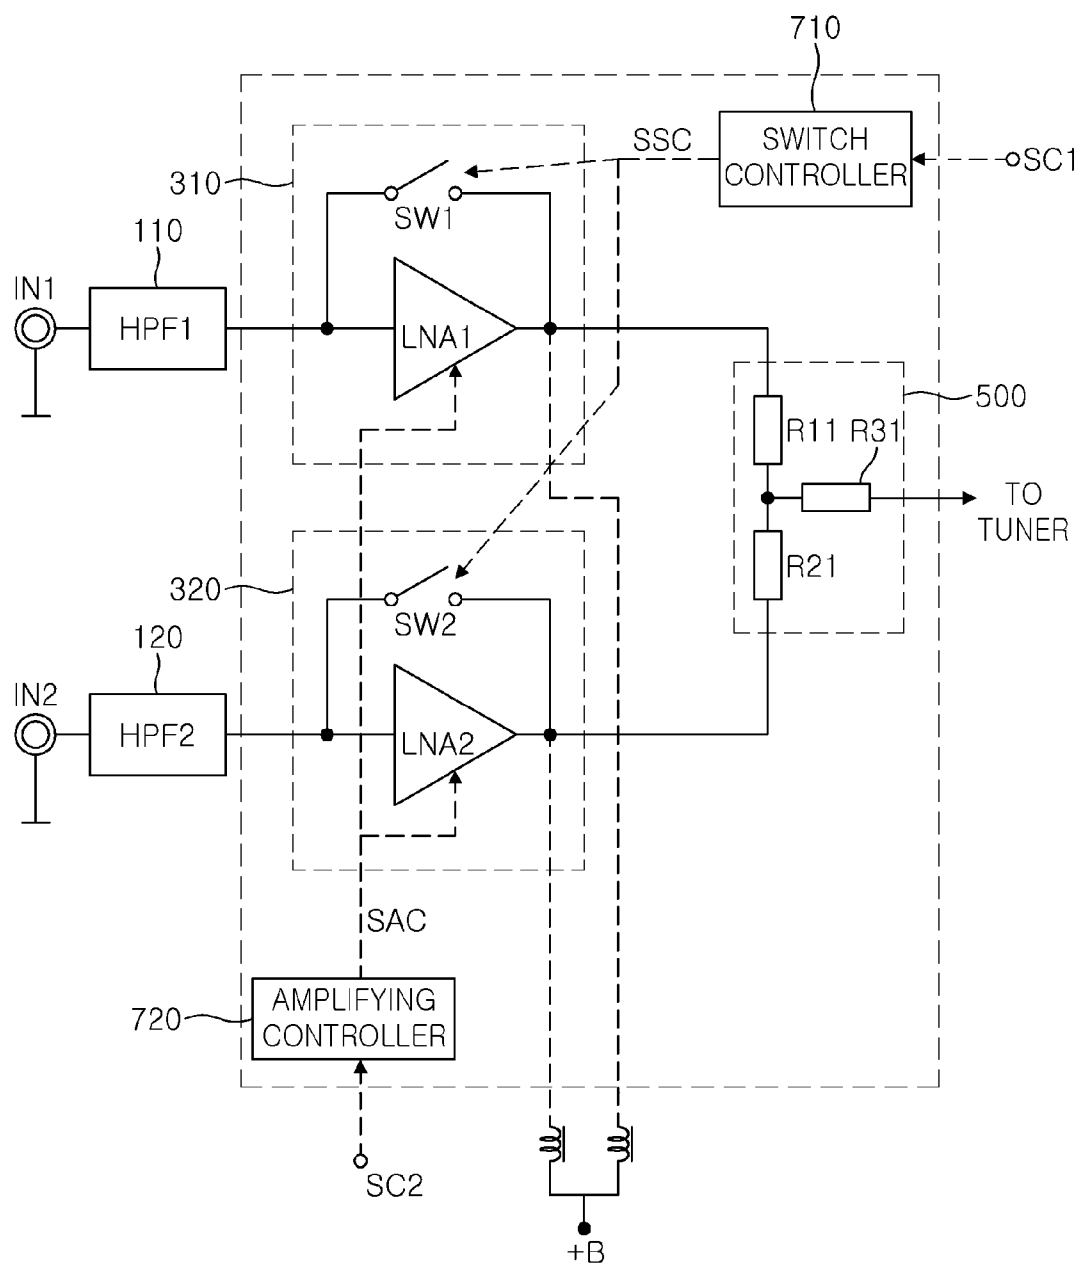 710
SSC
SWITCH
CONTROLLER
SC1
310
SW1
110
IN1
HPF1
LNA1
500
R11
R31
TO
TUNER
R21
320
SW2
120
IN2
HPF2
LNA2
SAC
720
AMPLIFYING
CONTROLLER
SC2
+B